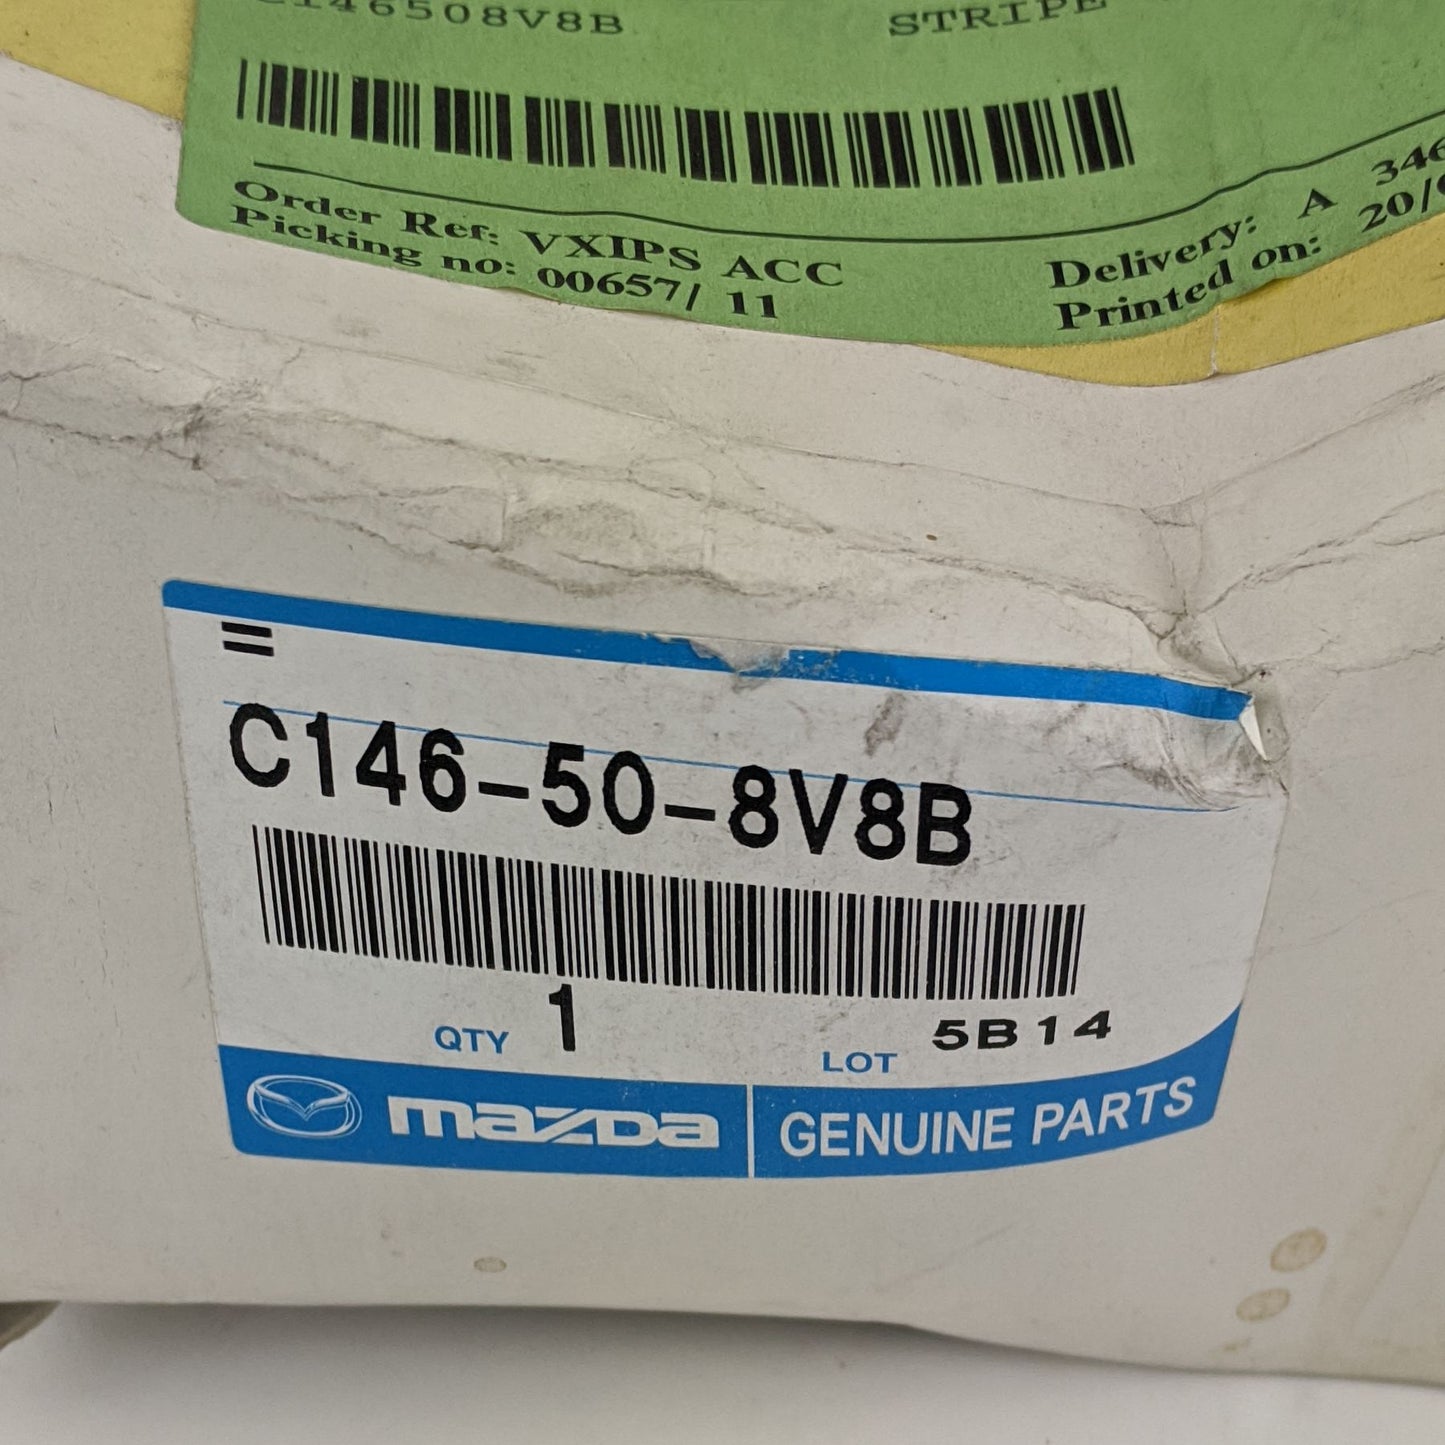 C146508V8B STRIPE
Order Ref: VXIPS ACC
Picking no: 00657/ 11
Delivery: A 346
Printed on: 20/
=
C146-50-8V8B
QTY 1
LOT 5B14
mazda GENUINE PARTS